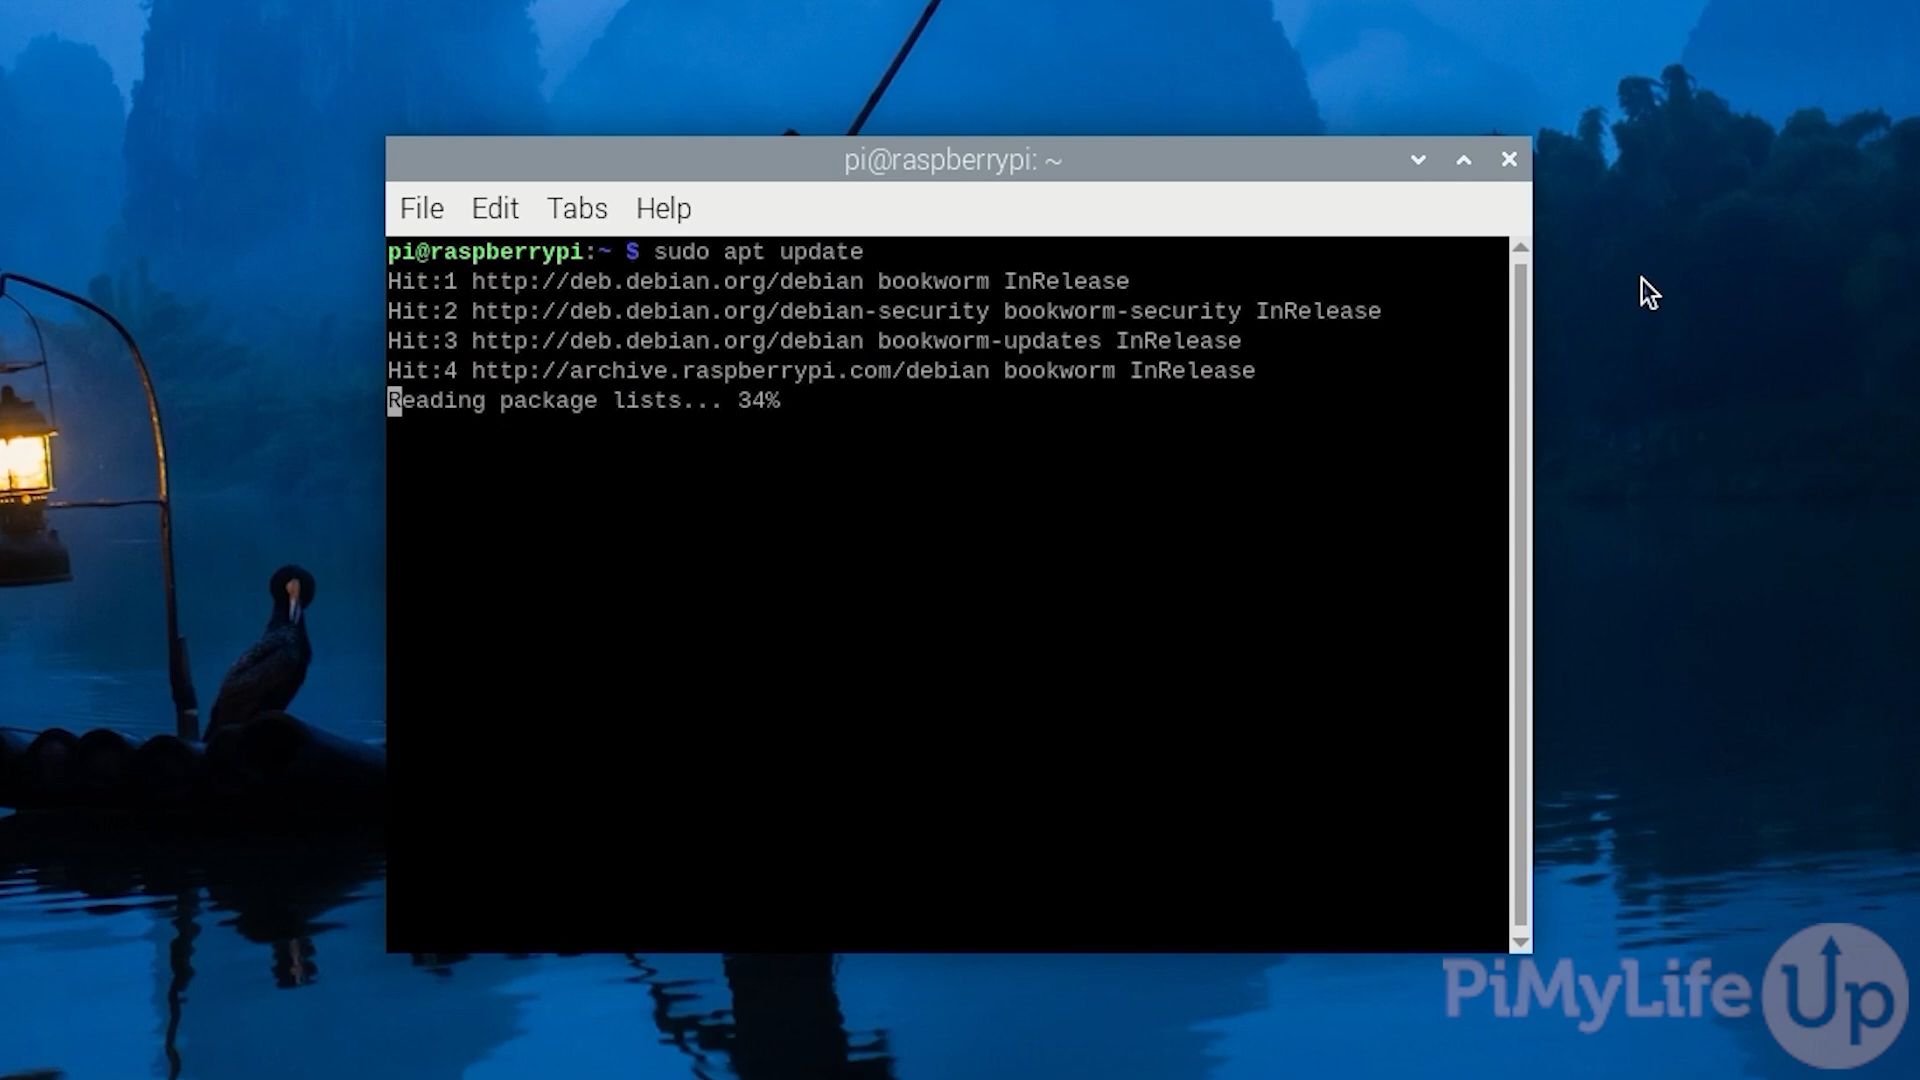 pi@raspberrypi: ~
File Edit Tabs Help
pi@raspberrypi:~ $ sudo apt update
Hit:1 http://deb.debian.org/debian bookworm InRelease
Hit:2 http://deb.debian.org/debian-security bookworm-security InRelease
Hit:3 http://deb.debian.org/debian bookworm-updates InRelease
Hit:4 http://archive.raspberrypi.com/debian bookworm InRelease
Reading package lists... 34%
PiMyLifeUp